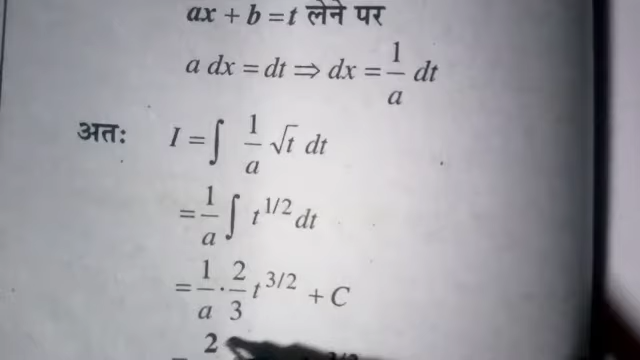 ax + b = t लेने पर
a dx = dt ⇒ dx = 1/a dt
अतः I = ∫ 1/a √t dt
= 1/a ∫ t^1/2 dt
= 1/a · 2/3 t^3/2 + C
2